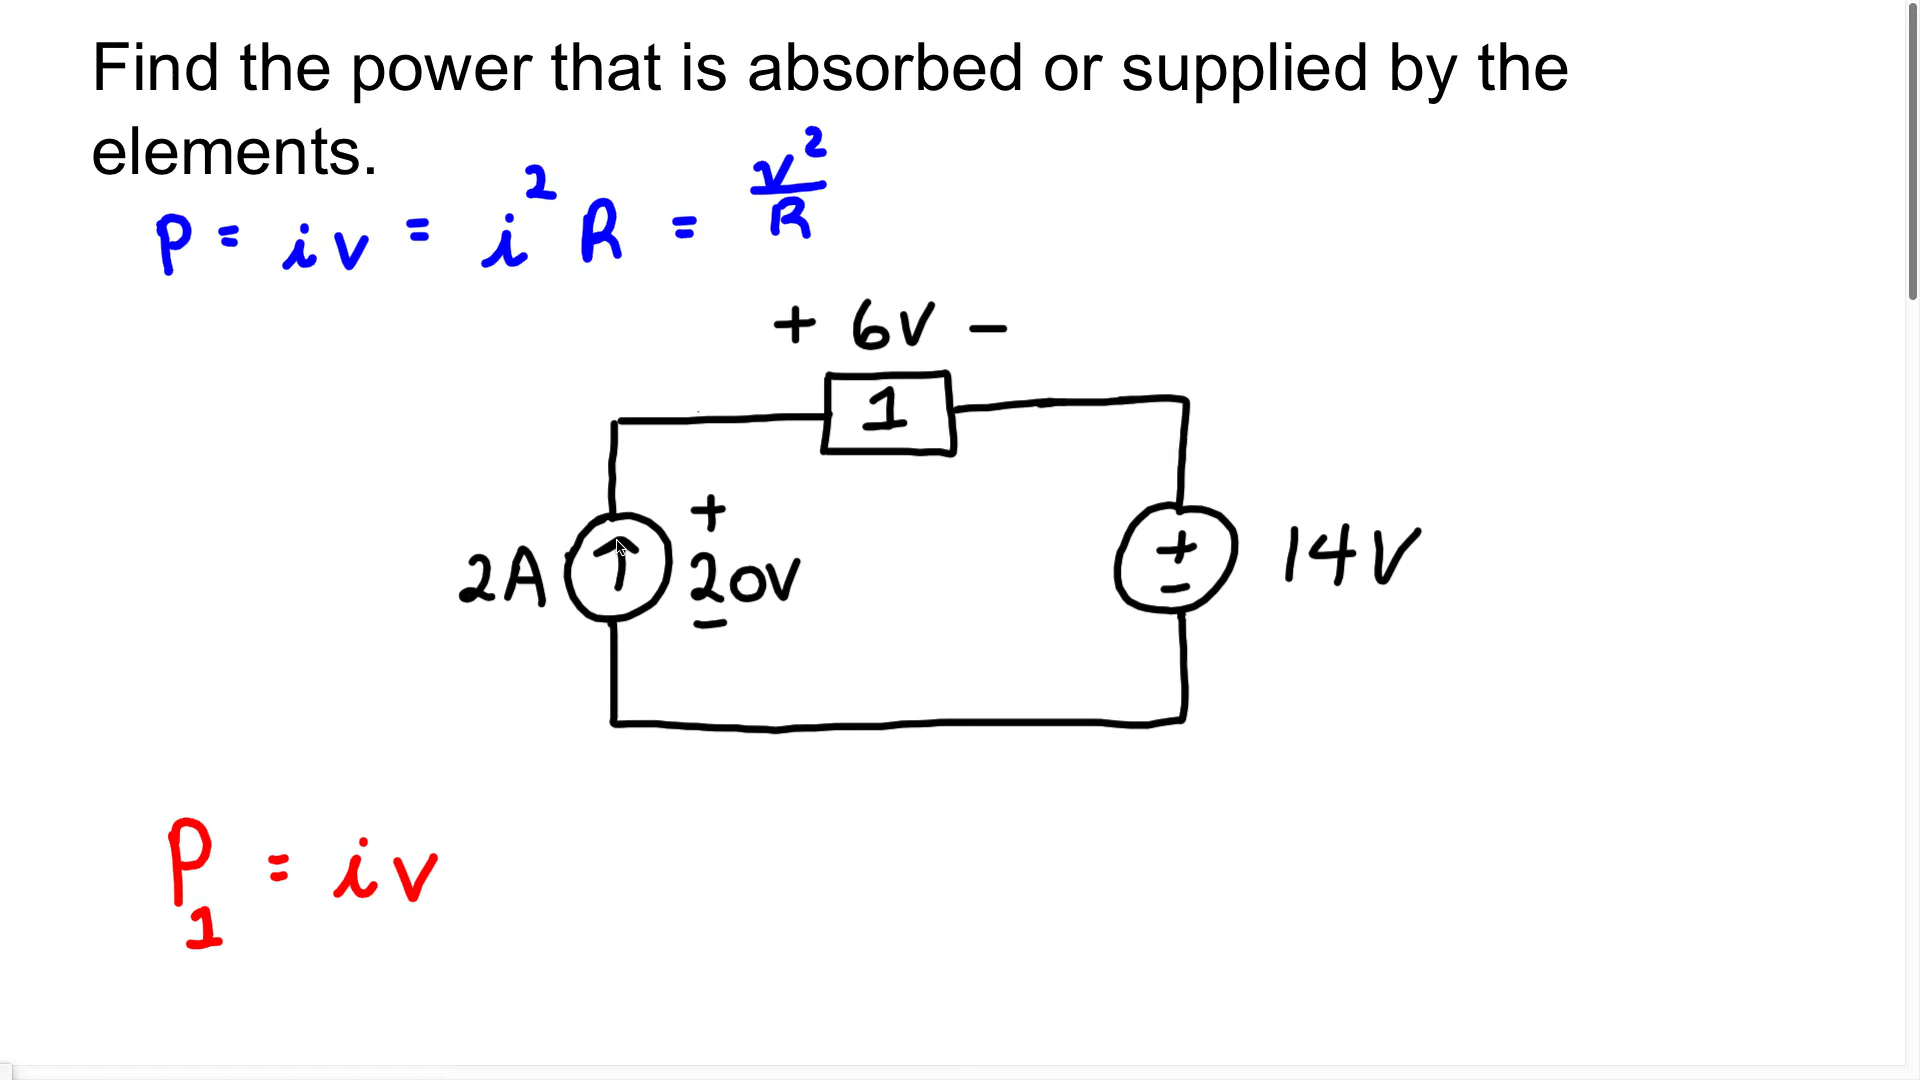 Find the power that is absorbed or supplied by the
elements.
P = iv = i² R = v²/R
+ 6V −
1
+
2A 20V
−
+
− 14V
P₁ = iv